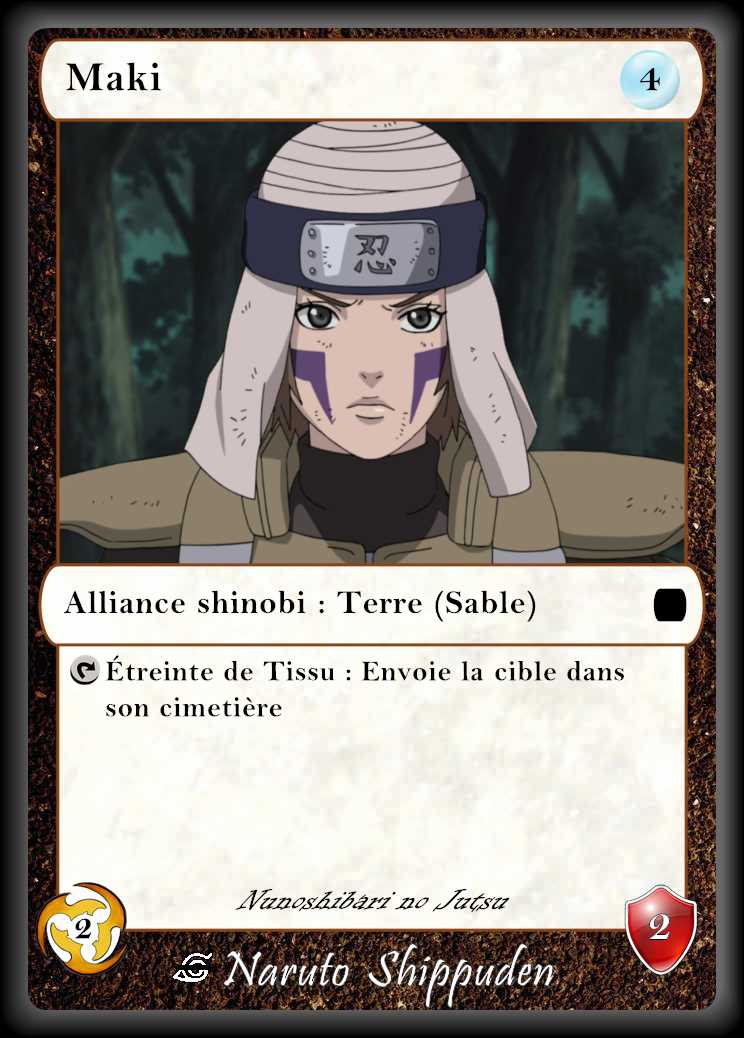 Maki
4
忍
Alliance shinobi : Terre (Sable)
Étreinte de Tissu : Envoie la cible dans
son cimetière
Nunoshibari no Jutsu
2
2
Naruto Shippuden